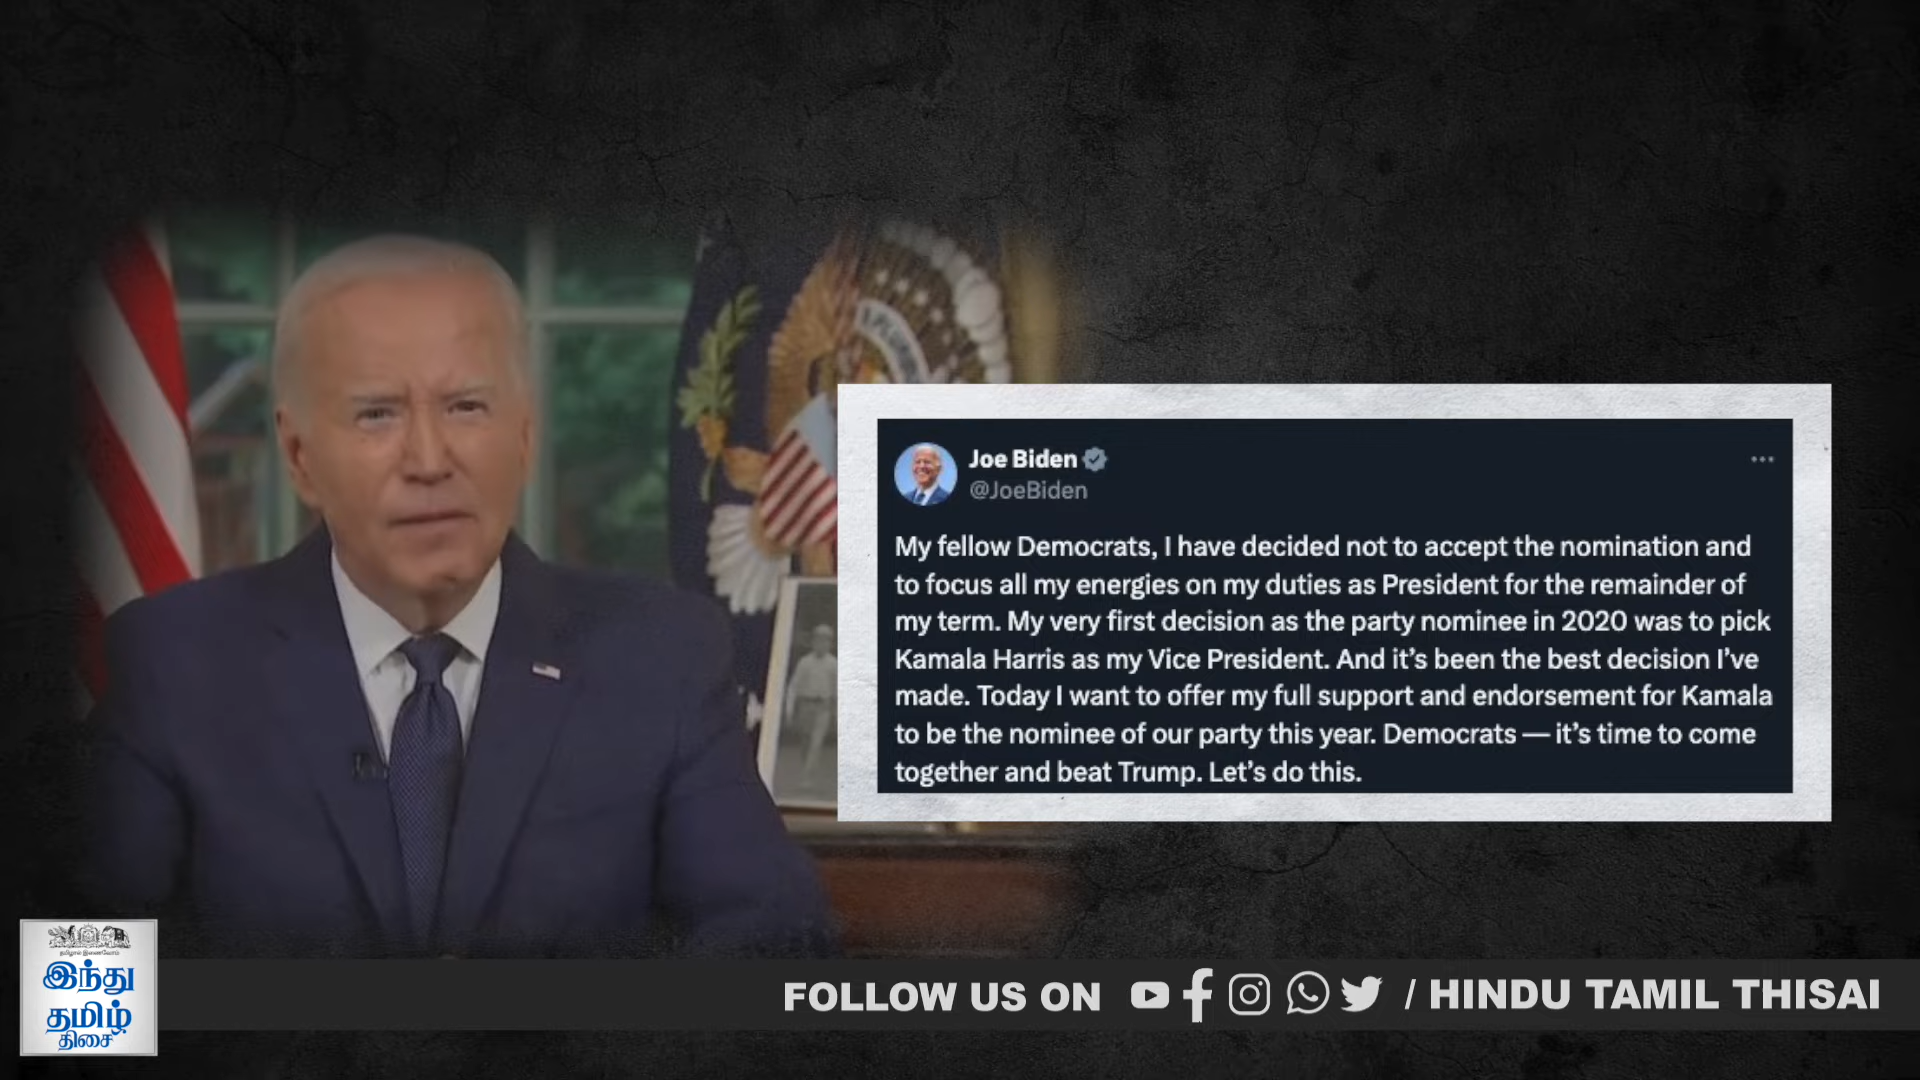 E PLURIBUS
Joe Biden
@JoeBiden
My fellow Democrats, I have decided not to accept the nomination and
to focus all my energies on my duties as President for the remainder of
my term. My very first decision as the party nominee in 2020 was to pick
Kamala Harris as my Vice President. And it’s been the best decision I’ve
made. Today I want to offer my full support and endorsement for Kamala
to be the nominee of our party this year. Democrats — it’s time to come
together and beat Trump. Let’s do this.
தமிழால் இணைவோம்
இந்து
தமிழ்
திசை
FOLLOW US ON / HINDU TAMIL THISAI